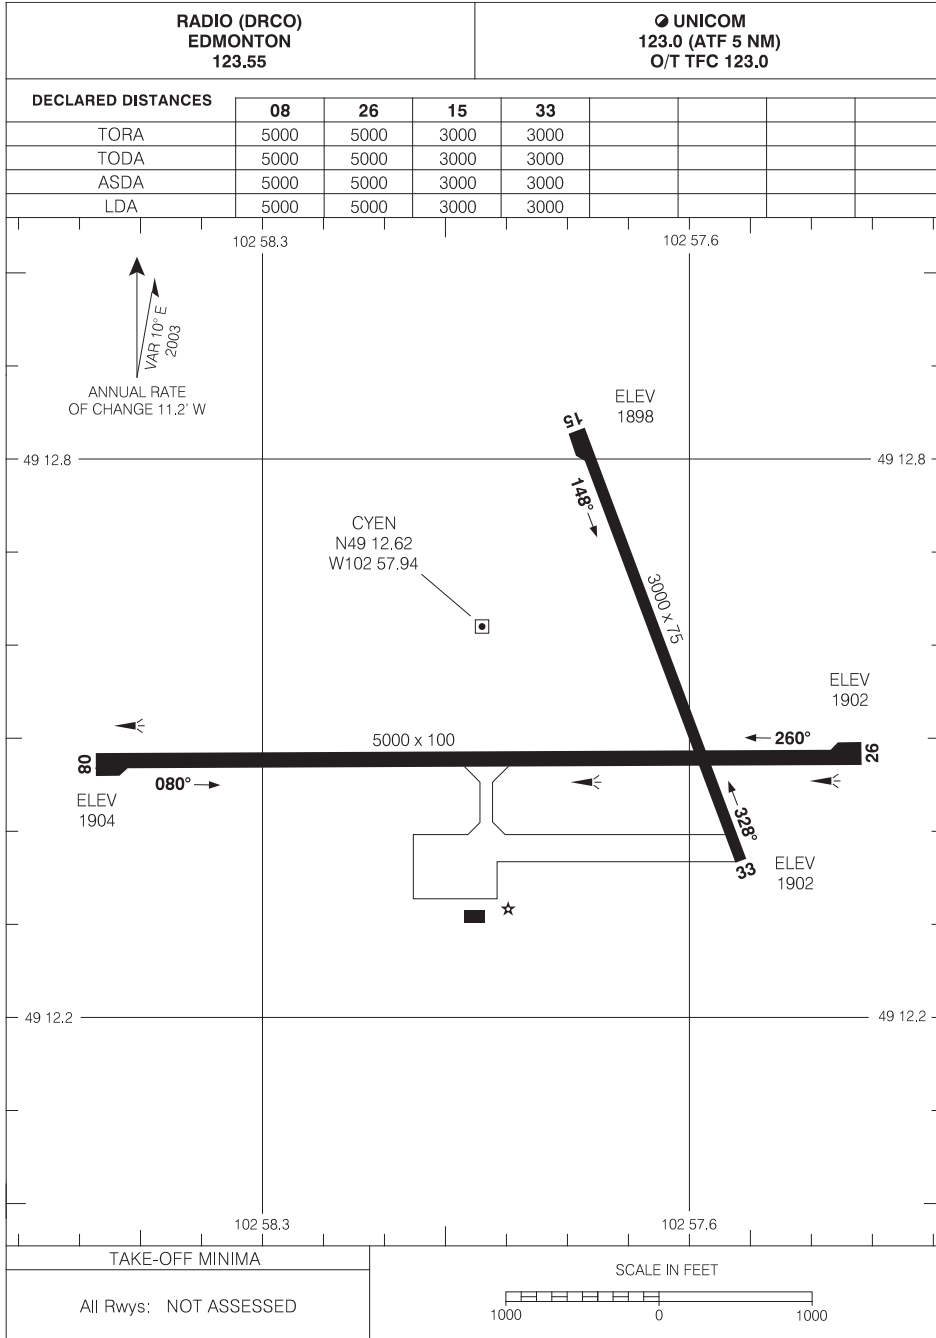 RADIO (DRCO)
EDMONTON
123.55
UNICOM
123.0 (ATF 5 NM)
O/T TFC 123.0
DECLARED DISTANCES 08 26 15 33
TORA 5000 5000 3000 3000
TODA 5000 5000 3000 3000
ASDA 5000 5000 3000 3000
LDA 5000 5000 3000 3000
102 58.3 102 57.6
VAR 10° E
2003
ANNUAL RATE
OF CHANGE 11.2' W
ELEV
1898
15
49 12.8 49 12.8
148°
CYEN
N49 12.62
W102 57.94
3000 x 75
ELEV
1902
5000 x 100
260°
08
26
080°
ELEV
1904
328°
33
ELEV
1902
49 12.2 49 12.2
102 58.3 102 57.6
TAKE-OFF MINIMA
All Rwys: NOT ASSESSED
SCALE IN FEET
1000 0 1000